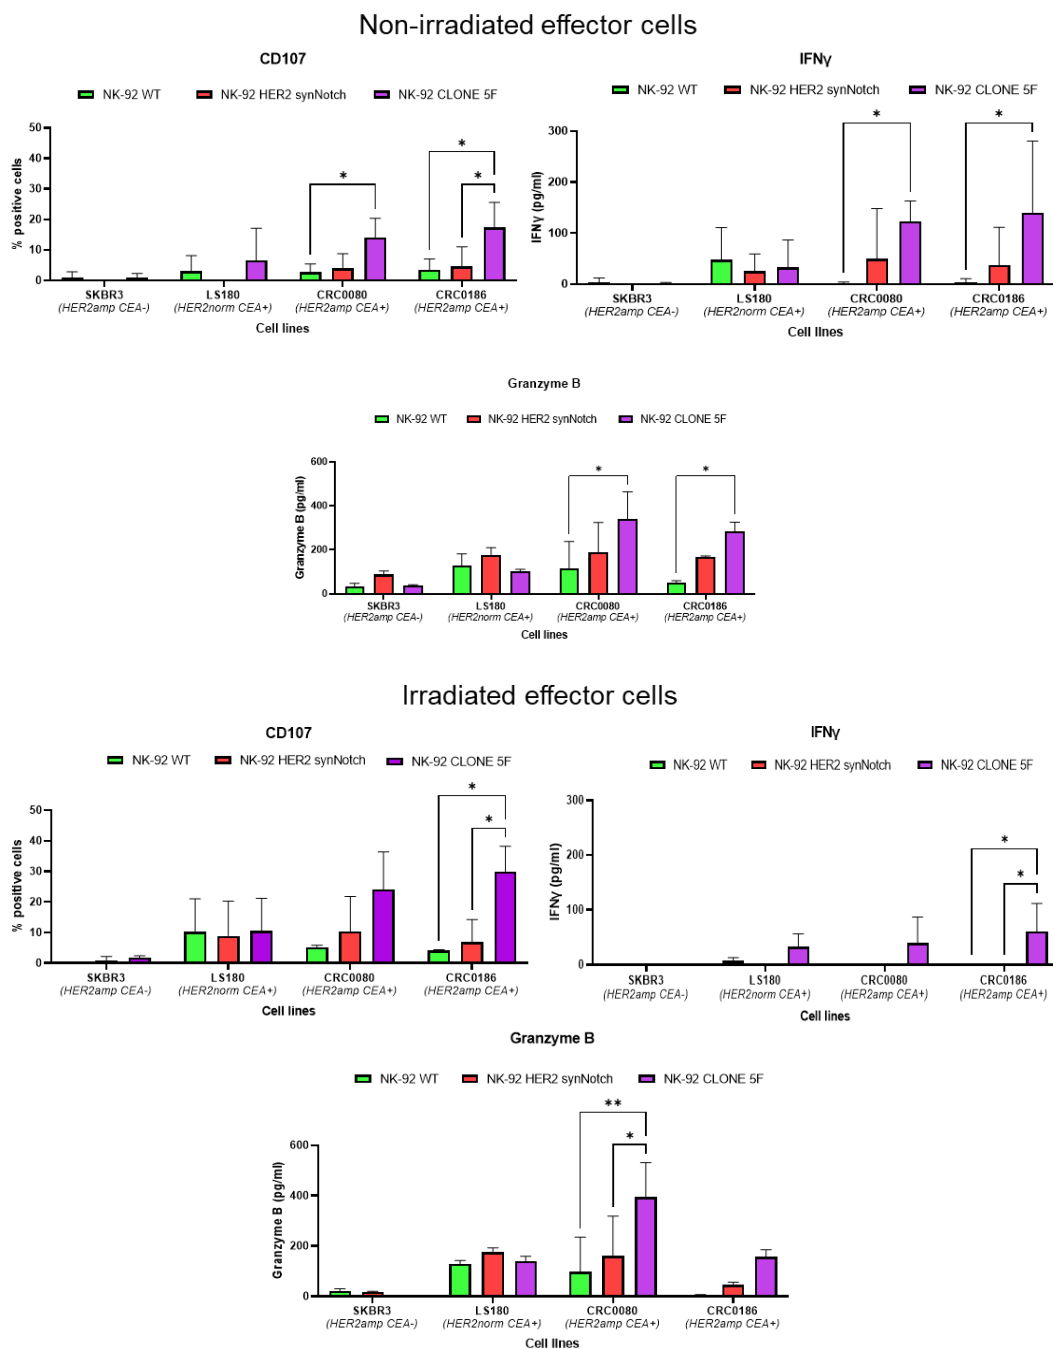 Non-irradiated effector cells
CD107
NK-92 WT NK-92 HER2 synNotch NK-92 CLONE 5F
% positive cells
50
40
30
20
10
0
* * *
SKBR3 LS180 CRC0080 CRC0186
(HER2amp CEA-) (HER2norm CEA+) (HER2amp CEA+) (HER2amp CEA+)
Cell lines
IFNγ
NK-92 WT NK-92 HER2 synNotch NK-92 CLONE 5F
IFNγ (pg/ml)
300
200
100
0
* *
SKBR3 LS180 CRC0080 CRC0186
(HER2amp CEA-) (HER2norm CEA+) (HER2amp CEA+) (HER2amp CEA+)
Cell lines
Granzyme B
NK-92 WT NK-92 HER2 synNotch NK-92 CLONE 5F
Granzyme B (pg/ml)
600
400
200
0
* *
SKBR3 LS180 CRC0080 CRC0186
(HER2amp CEA-) (HER2norm CEA+) (HER2amp CEA+) (HER2amp CEA+)
Cell lines
Irradiated effector cells
CD107
NK-92 WT NK-92 HER2 synNotch NK-92 CLONE 5F
% positive cells
50
40
30
20
10
0
* *
SKBR3 LS180 CRC0080 CRC0186
(HER2amp CEA-) (HER2norm CEA+) (HER2amp CEA+) (HER2amp CEA+)
Cell lines
IFNγ
NK-92 WT NK-92 HER2 synNotch NK-92 CLONE 5F
IFNγ (pg/ml)
300
200
100
0
* *
SKBR3 LS180 CRC0080 CRC0186
(HER2amp CEA-) (HER2norm CEA+) (HER2amp CEA+) (HER2amp CEA+)
Cell lines
Granzyme B
NK-92 WT NK-92 HER2 synNotch NK-92 CLONE 5F
Granzyme B (pg/ml)
600
400
200
0
** *
SKBR3 LS180 CRC0080 CRC0186
(HER2amp CEA-) (HER2norm CEA+) (HER2amp CEA+) (HER2amp CEA+)
Cell lines